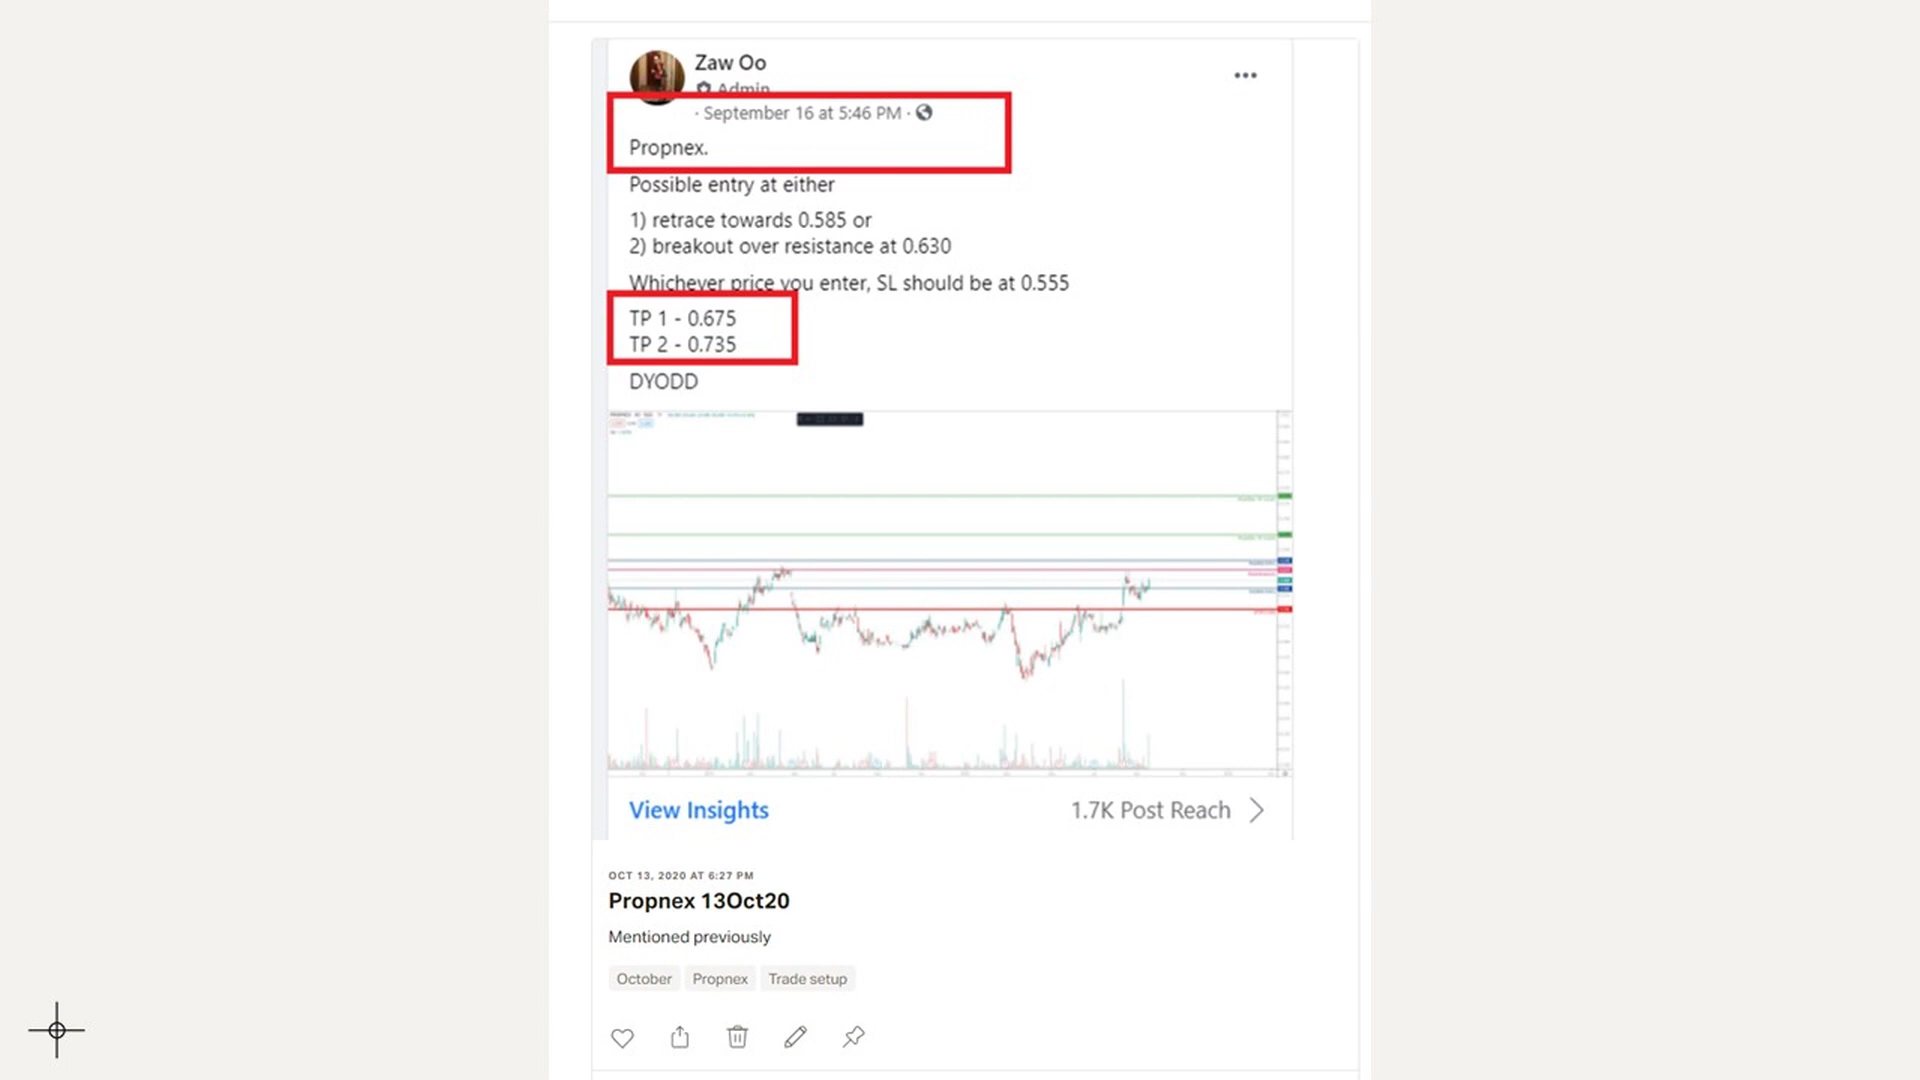 Zaw Oo
Admin
· September 16 at 5:46 PM ·
Propnex.
Possible entry at either
1) retrace towards 0.585 or
2) breakout over resistance at 0.630
Whichever price you enter, SL should be at 0.555
TP 1 - 0.675
TP 2 - 0.735
DYODD
View Insights
1.7K Post Reach
OCT 13, 2020 AT 6:27 PM
Propnex 13Oct20
Mentioned previously
October
Propnex
Trade setup